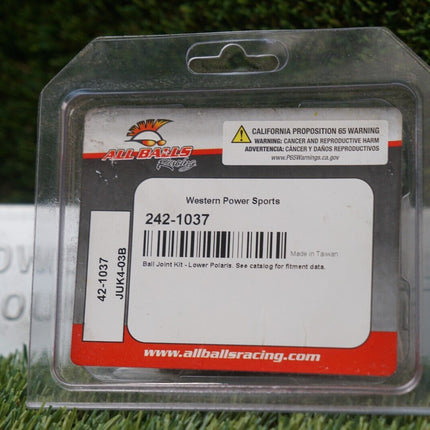 ALL BALLS
Racing
CALIFORNIA PROPOSITION 65 WARNING
WARNING: CANCER AND REPRODUCTIVE HARM
ADVERTENCIA: CÁNCER Y DAÑOS REPRODUCTIVOS
www.P65Warnings.ca.gov
Western Power Sports
242-1037
Made in Taiwan
Ball Joint Kit - Lower Polaris. See catalog for fitment data.
42-1037
JUK4-03B
www.allballsracing.com